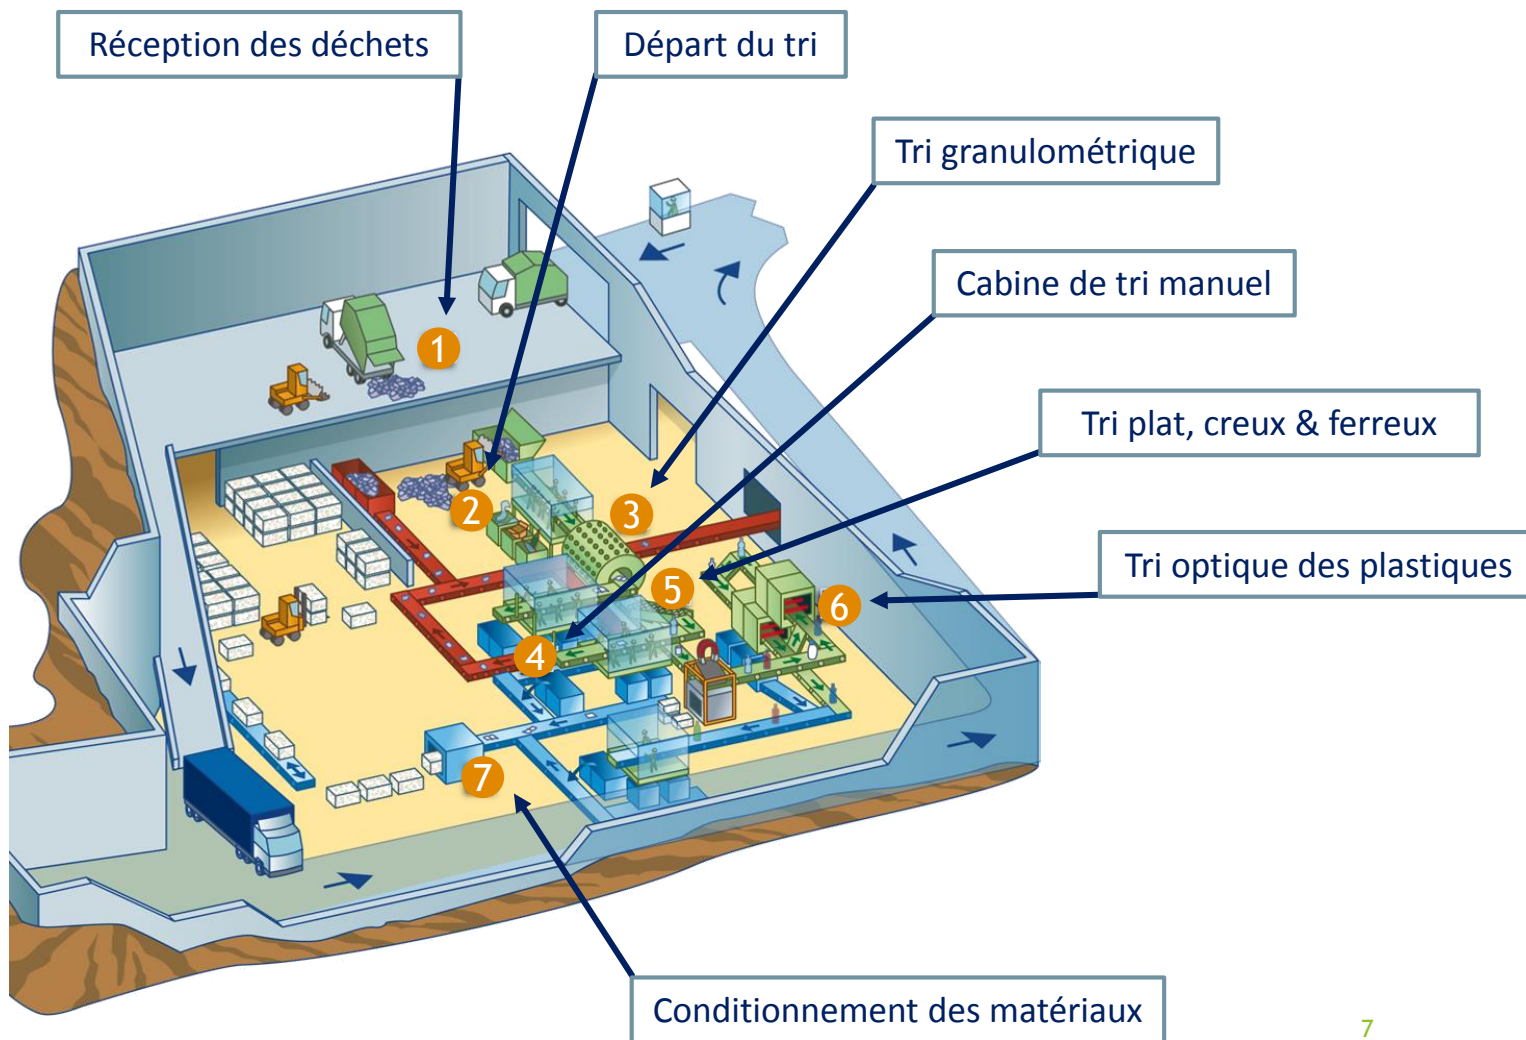 Réception des déchets
Départ du tri
Tri granulométrique
Cabine de tri manuel
Tri plat, creux & ferreux
Tri optique des plastiques
1
2
3
5
6
4
7
Conditionnement des matériaux
7